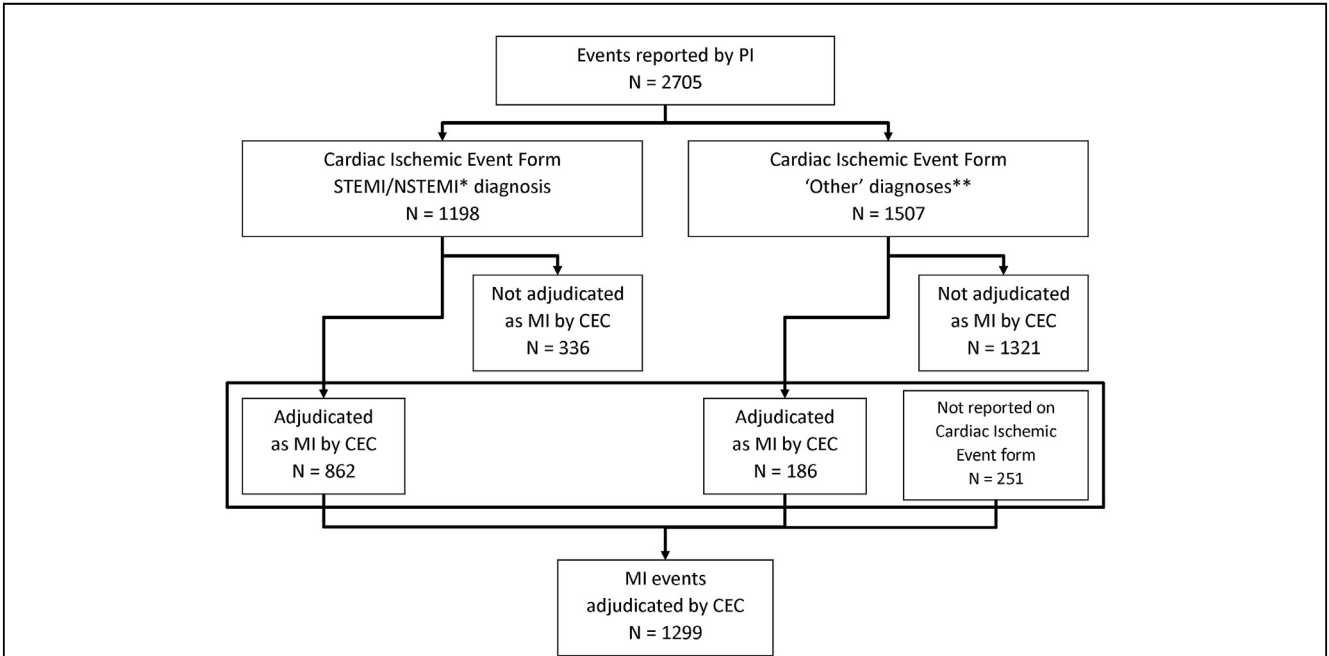 Events reported by PI
N = 2705
Cardiac Ischemic Event Form
STEMI/NSTEMI* diagnosis
N = 1198
Cardiac Ischemic Event Form
‘Other’ diagnoses**
N = 1507
Not adjudicated
as MI by CEC
N = 336
Not adjudicated
as MI by CEC
N = 1321
Adjudicated
as MI by CEC
N = 862
Adjudicated
as MI by CEC
N = 186
Not reported on
Cardiac Ischemic
Event form
N = 251
MI events
adjudicated by CEC
N = 1299